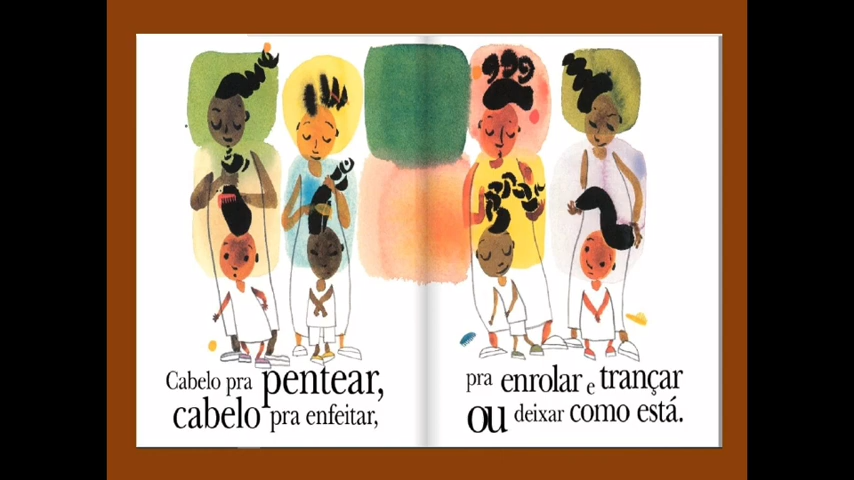 Cabelo pra pentear,
cabelo pra enfeitar,
pra enrolar e trançar
ou deixar como está.